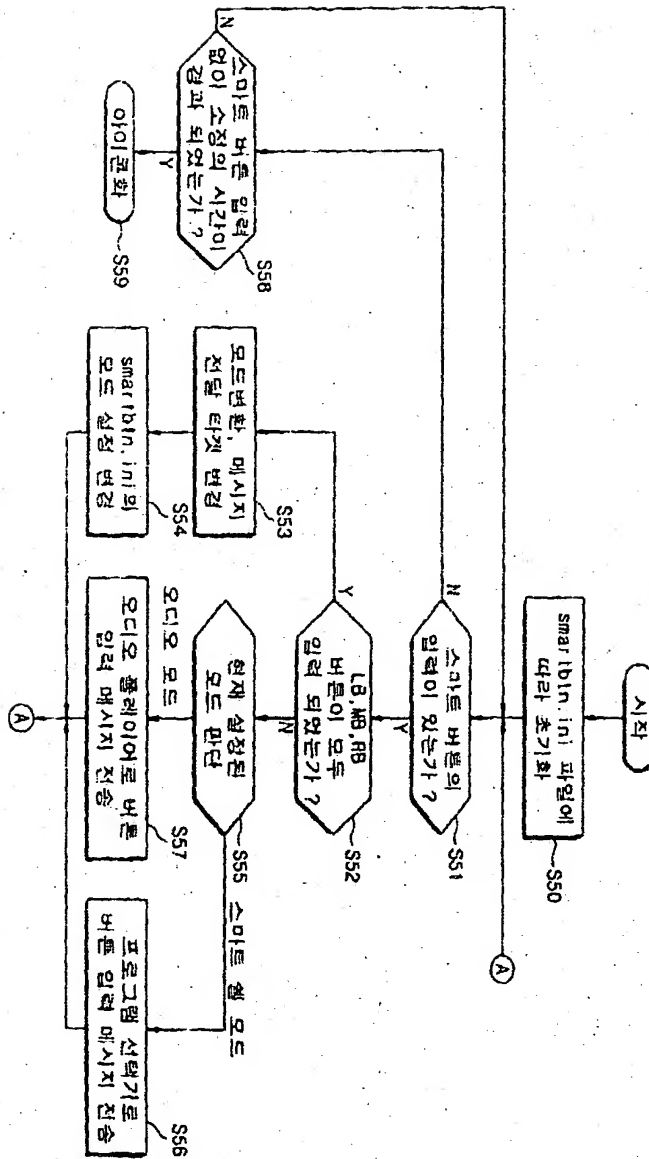 시작
smartbtn.ini 파일에
따라 초기화
S50
A
스마트 버튼의
입력이 있는가?
S51
N
Y
LB,MB,RB
버튼이 모두
입력 되었는가?
S52
Y
N
모드변환, 메시지
전달 타겟 변경
S53
smartbtn.ini의
모드 설정 변경
S54
현재 설정된
모드 판단
S55
오디오 모드
스마트 쉘 모드
오디오 플레이어로 버튼
입력 메시지 전송
S57
프로그램 선택기로
버튼 입력 메시지 전송
S56
A
스마트 버튼 입력
없이 소정의 시간이
경과 되었는가?
S58
N
Y
아이콘화
S59